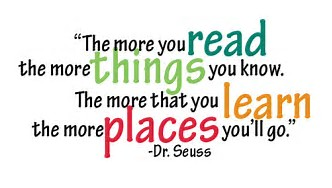 “The more you read
the more things you know.
The more that you learn
the more places you'll go.”
-Dr. Seuss